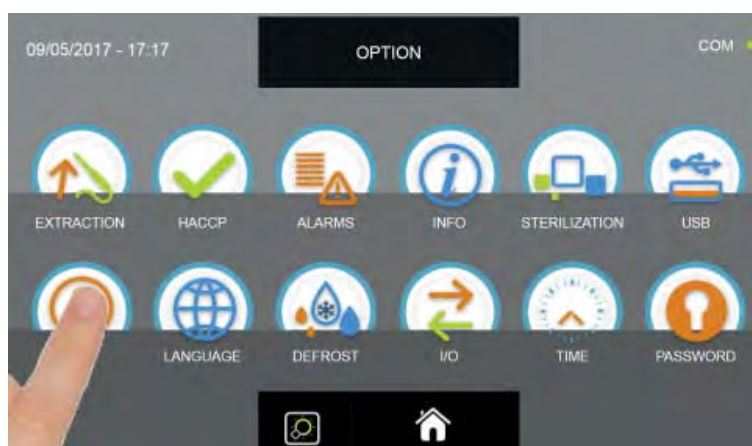 09/05/2017 - 17:17
OPTION
COM
EXTRACTION
HACCP
ALARMS
INFO
STERILIZATION
USB
LANGUAGE
DEFROST
I/O
TIME
PASSWORD